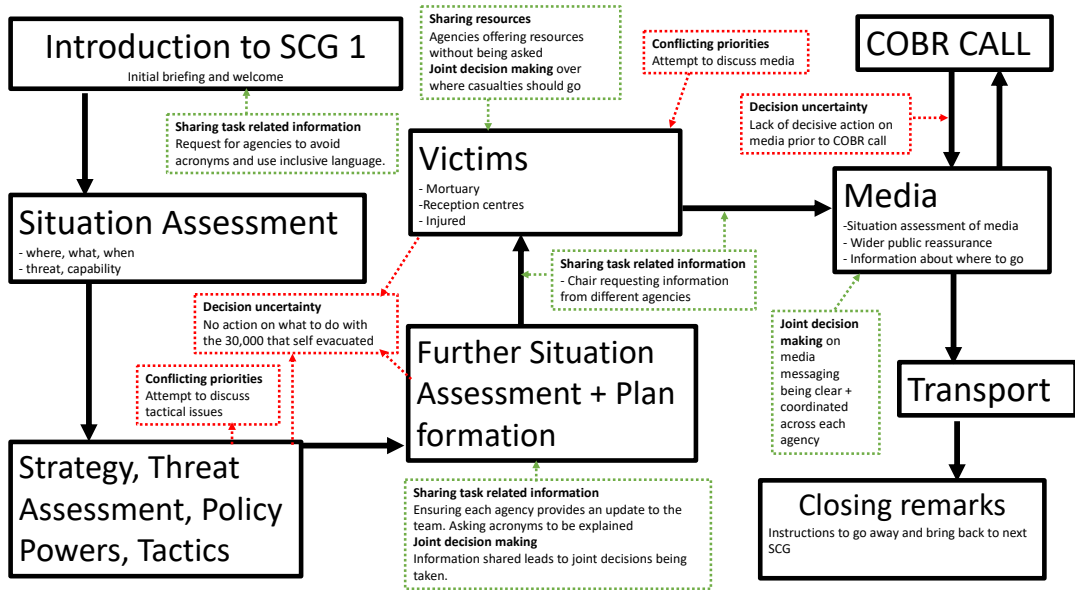 Introduction to SCG 1
Initial briefing and welcome
Sharing task related information
Request for agencies to avoid
acronyms and use inclusive language.
Situation Assessment
- where, what, when
- threat, capability
Decision uncertainty
No action on what to do with
the 30,000 that self evacuated
Conflicting priorities
Attempt to discuss
tactical issues
Strategy, Threat
Assessment, Policy
Powers, Tactics
Sharing resources
Agencies offering resources
without being asked
Joint decision making over
where casualties should go
Conflicting priorities
Attempt to discuss media
Victims
- Mortuary
-Reception centres
- Injured
Sharing task related information
- Chair requesting information
from different agencies
Further Situation
Assessment + Plan
formation
Sharing task related information
Ensuring each agency provides an update to the
team. Asking acronyms to be explained
Joint decision making
Information shared leads to joint decisions being
taken.
COBR CALL
Decision uncertainty
Lack of decisive action on
media prior to COBR call
Media
-Situation assessment of media
- Wider public reassurance
- Information about where to go
Joint decision
making on
media
messaging
being clear +
coordinated
across each
agency
Transport
Closing remarks
Instructions to go away and bring back to next
SCG